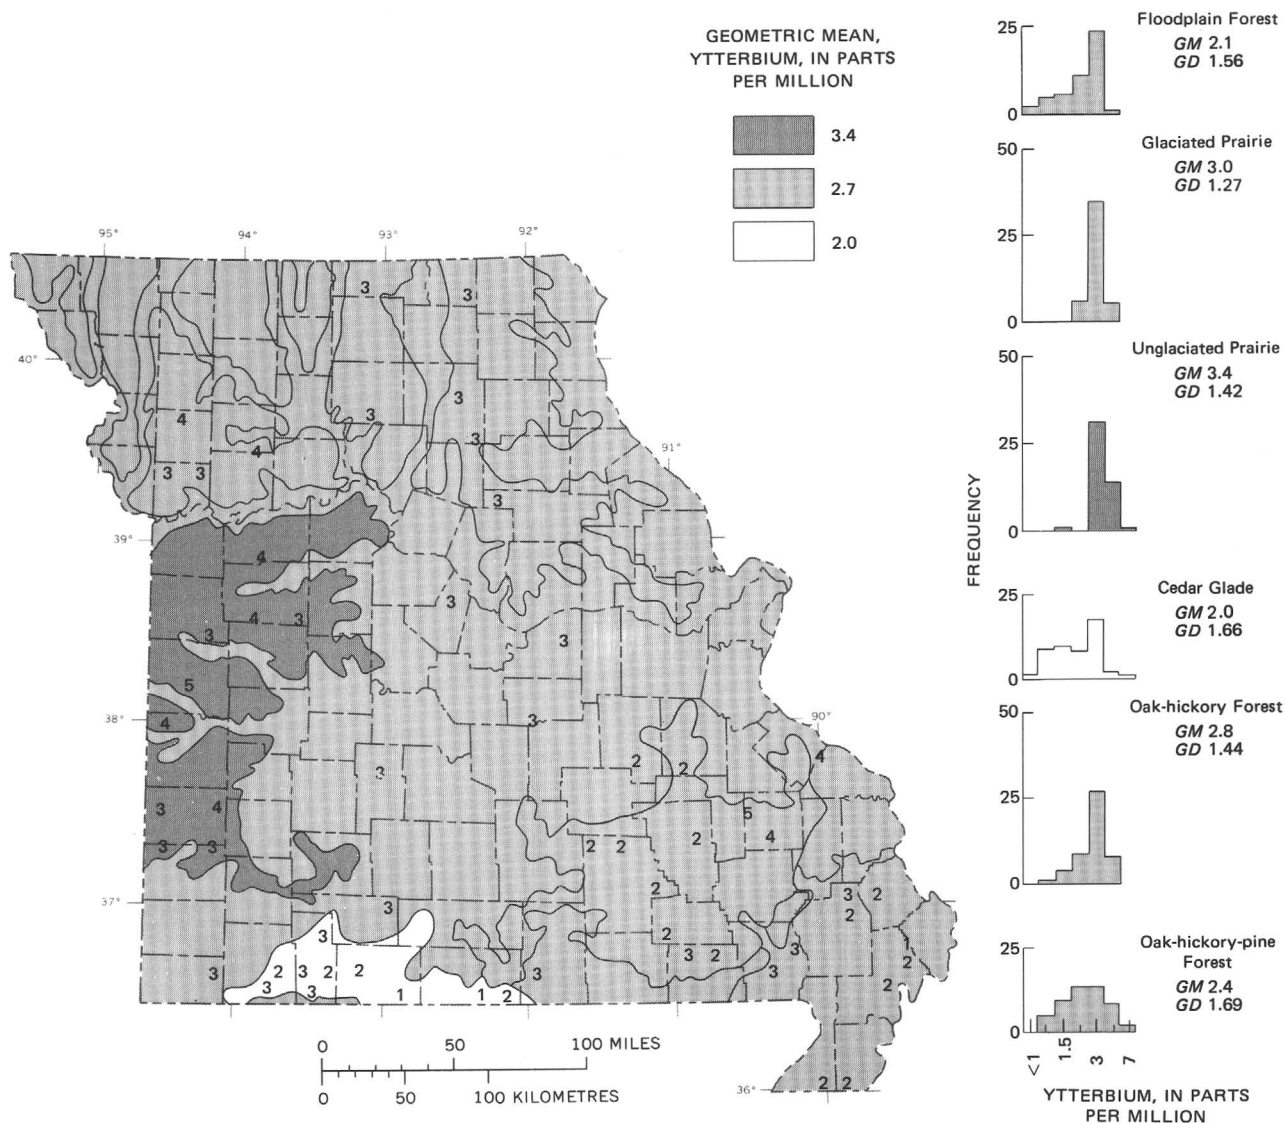 GEOMETRIC MEAN,
YTTERBIUM, IN PARTS
PER MILLION
3.4
2.7
2.0
95° 94° 93° 92°
3 3
40°
3
4 3
3
4
91°
3 3
3
39°
4
3
4 3
3
3
5
38° 4
3
90°
2 2 4
3
3 4
5
2 4
2 2
3 3
2
3 2
37°
3
2
3
2
3
3 2
2
3
2 3 2 2
3
3
3
2
3 3
1 1 2
2
36°
2 2
0 50 100 MILES
0 50 100 KILOMETRES
FREQUENCY
Floodplain Forest
GM 2.1
GD 1.56
25
0
Glaciated Prairie
GM 3.0
GD 1.27
50
25
0
Unglaciated Prairie
GM 3.4
GD 1.42
50
25
0
Cedar Glade
GM 2.0
GD 1.66
25
0
Oak-hickory Forest
GM 2.8
GD 1.44
50
25
0
Oak-hickory-pine
Forest
GM 2.4
GD 1.69
25
0
<1 1.5 3 7
YTTERBIUM, IN PARTS
PER MILLION